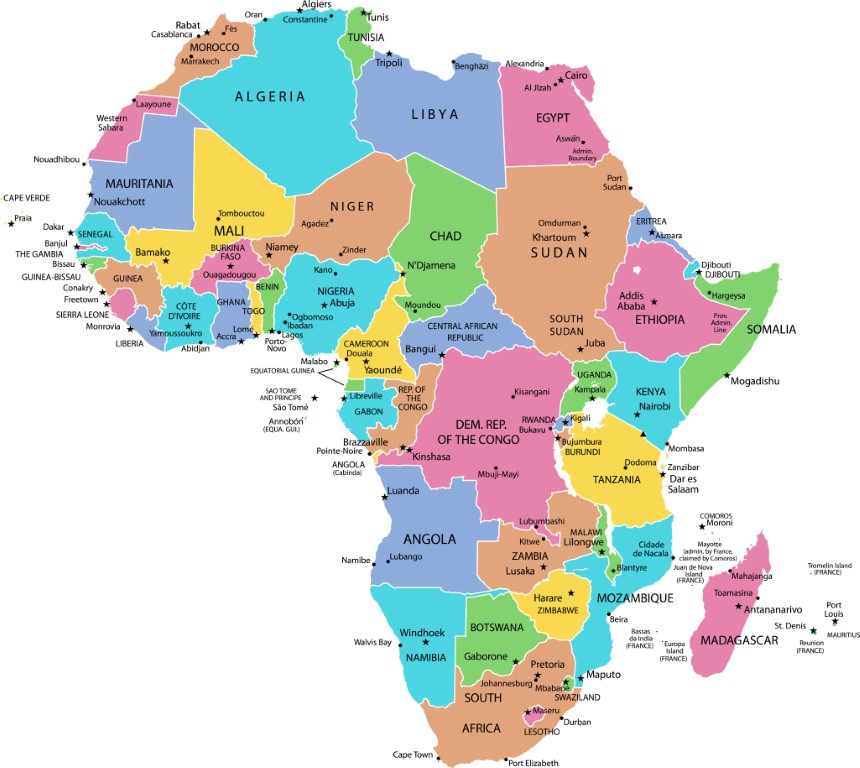 Algiers
Oran
Constantine
Tunis
TUNISIA
Rabat
Fès
Casablanca
MOROCCO
Marrakech
Tripoli
Benghāzi
Alexandria
Cairo
Al Jīzah
ALGERIA
LIBYA
EGYPT
Laayoune
Western
Sahara
Aswān
Admin.
Boundary
Nouadhibou
MAURITANIA
Nouakchott
Port
Sudan
CAPE VERDE
Praia
NIGER
Tombouctou
Agadez
MALI
Omdurman
Khartoum
SUDAN
ERITREA
Asmara
Dakar
SENEGAL
Banjul
THE GAMBIA
CHAD
Bamako
BURKINA
FASO
Niamey
Zinder
Bissau
GUINEA-BISSAU
Ouagadougou
Kano
N'Djamena
Djibouti
DJIBOUTI
GUINEA
Conakry
BENIN
NIGERIA
Abuja
Addis
Ababa
Hargeysa
Freetown
GHANA
CÔTE
D'IVOIRE
TOGO
Moundou
ETHIOPIA
Prov.
Admin.
Line
SIERRA LEONE
Ogbomoso
Ibadan
SOUTH
SUDAN
SOMALIA
Monrovia
Yamoussoukro
Lomé
Lagos
CENTRAL AFRICAN
REPUBLIC
LIBERIA
Accra
Porto-
Novo
Abidjan
CAMEROON
Douala
Bangui
Juba
Malabo
Yaoundé
EQUATORIAL GUINEA
UGANDA
Mogadishu
SAO TOME
AND PRINCIPE
Libreville
REP. OF
THE
CONGO
Kisangani
Kampala
KENYA
São Tomé
GABON
Nairobi
Annobón
(EQUA. GUI.)
DEM. REP.
OF THE CONGO
RWANDA
Kigali
Bukavu
Brazzaville
Bujumbura
BURUNDI
Mombasa
Pointe-Noire
Kinshasa
Dodoma
ANGOLA
(Cabinda)
Mbuji-Mayi
TANZANIA
Zanzibar
Dar es
Salaam
Luanda
COMOROS
Moroni
Lubumbashi
MALAWI
Lilongwe
ANGOLA
Kitwe
Cidade
de Nacala
Mayotte
(admin. by France,
claimed by Comoros)
Namibe
Lubango
ZAMBIA
Lusaka
Blantyre
Juan de Nova
Island
(FRANCE)
Mahajanga
Tromelin Island
(FRANCE)
Harare
ZIMBABWE
MOZAMBIQUE
Toamasina
Antananarivo
Port
Louis
MAURITIUS
Beira
St. Denis
Reunion
(FRANCE)
Walvis Bay
Windhoek
NAMIBIA
BOTSWANA
Bassas
da India
(FRANCE)
Europa
Island
(FRANCE)
MADAGASCAR
Gaborone
Pretoria
Johannesburg
Mbabane
Maputo
SWAZILAND
SOUTH
AFRICA
Maseru
LESOTHO
Durban
Cape Town
Port Elizabeth